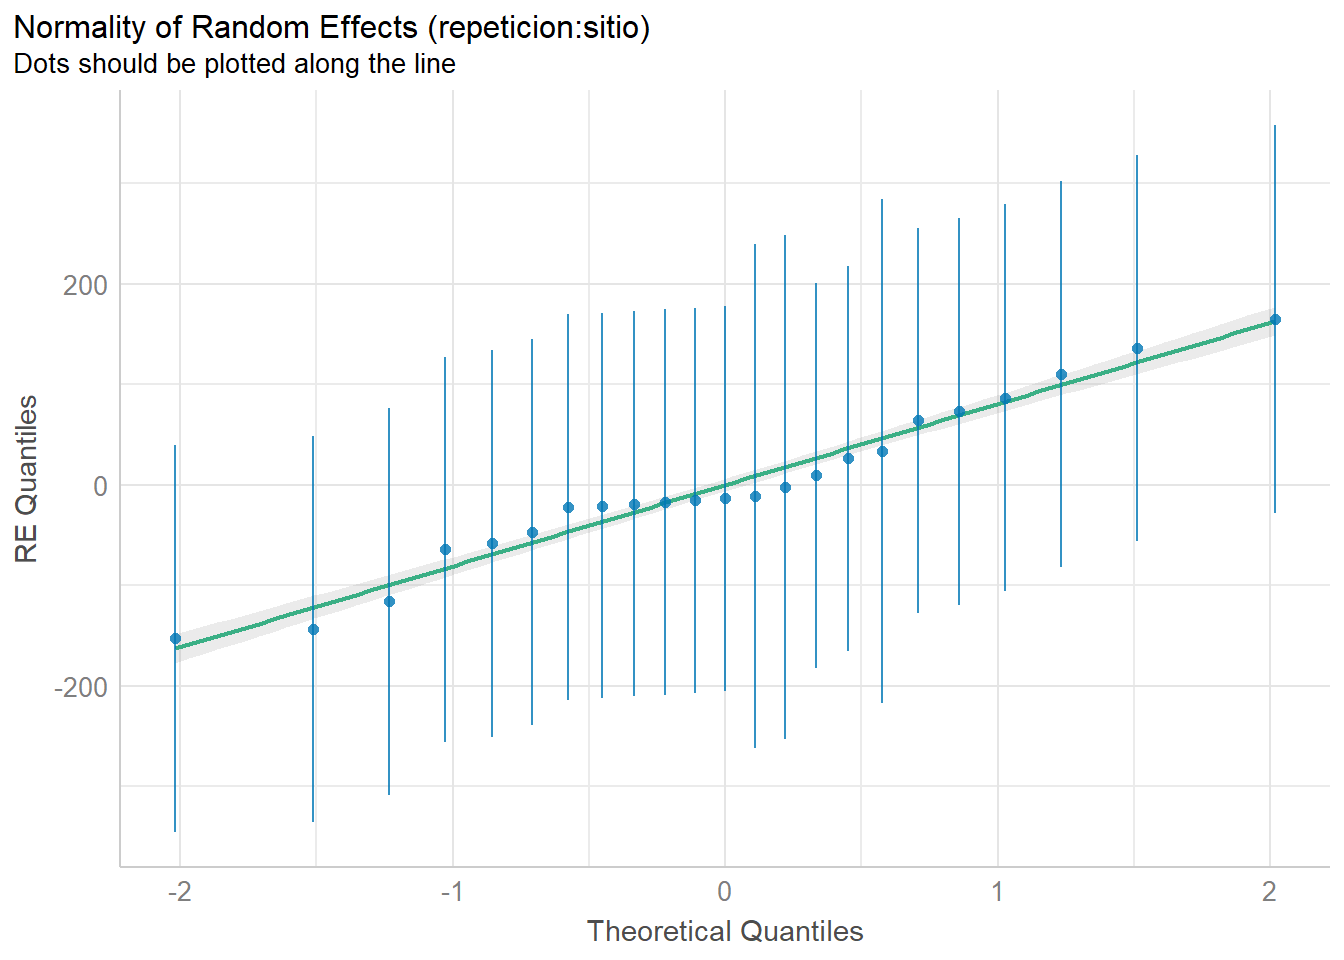 Normality of Random Effects (repeticion:sitio)
Dots should be plotted along the line
RE Quantiles
200
0
-200
-2
-1
0
1
2
Theoretical Quantiles